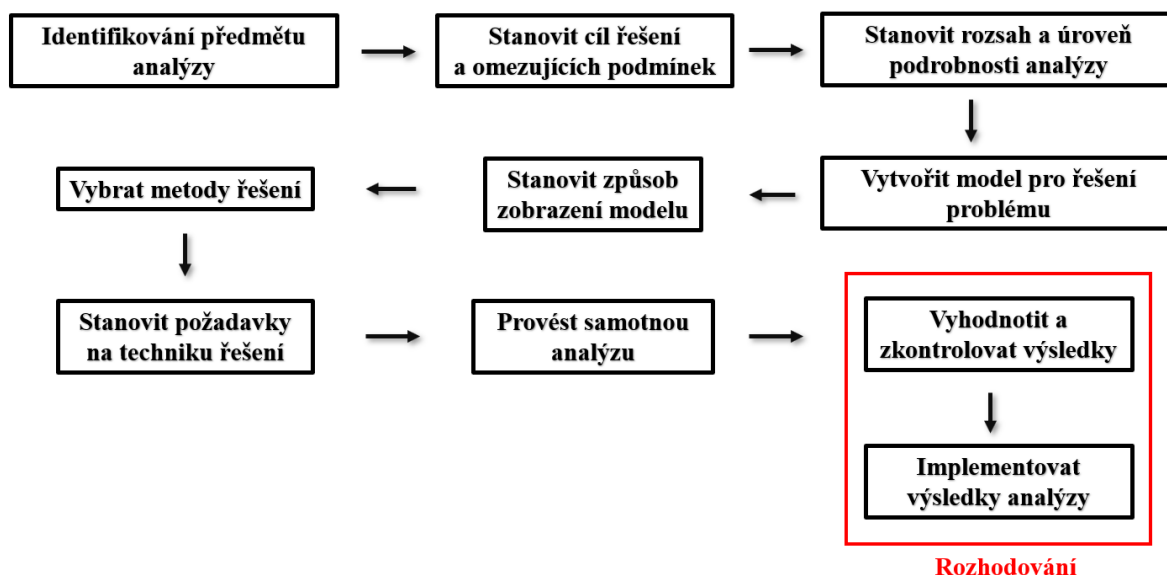 Identifikování předmětu
analýzy
Stanovit cíl řešení
a omezujících podmínek
Stanovit rozsah a úroveň
podrobnosti analýzy
Vytvořit model pro řešení
problému
Stanovit způsob
zobrazení modelu
Vybrat metody řešení
Stanovit požadavky
na techniku řešení
Provést samotnou
analýzu
Vyhodnotit a
zkontrolovat výsledky
Implementovat
výsledky analýzy
Rozhodování